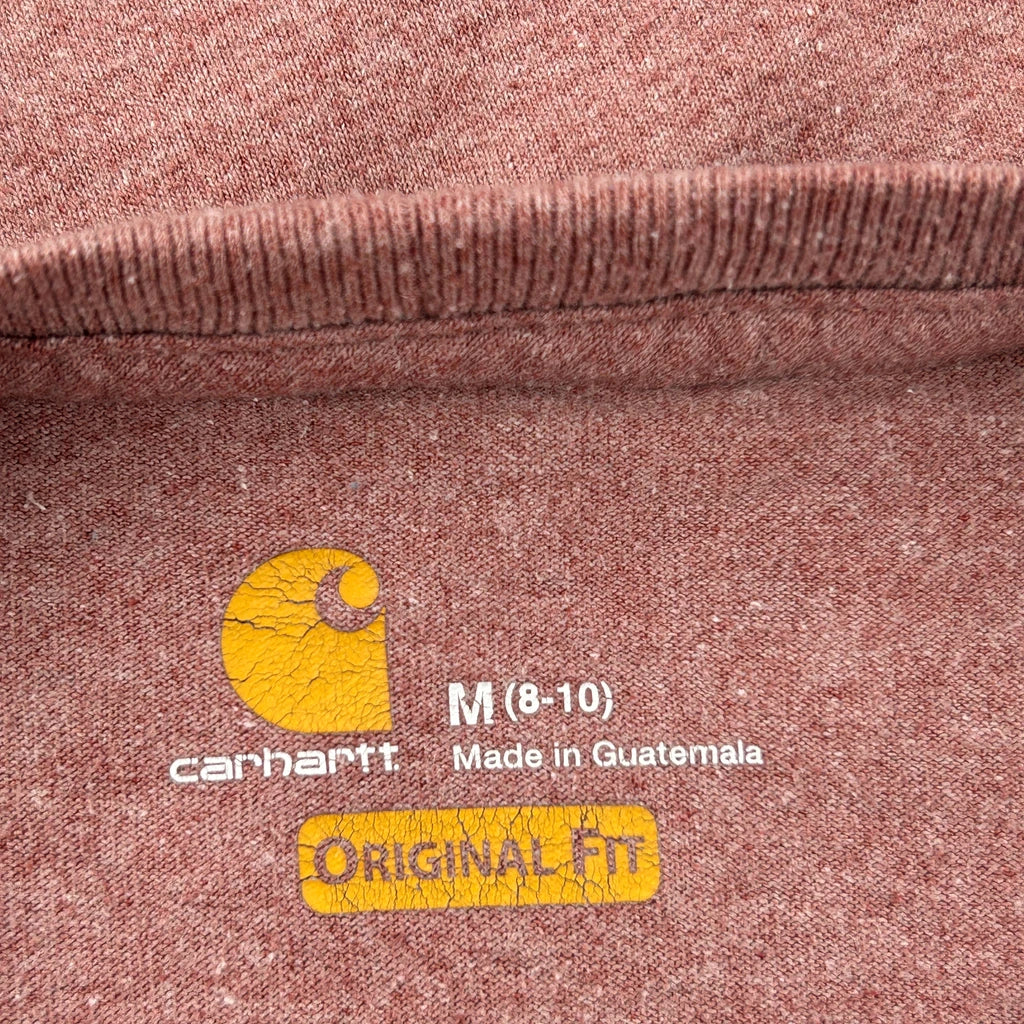 M (8-10)
carhartt
Made in Guatemala
ORIGINAL FIT